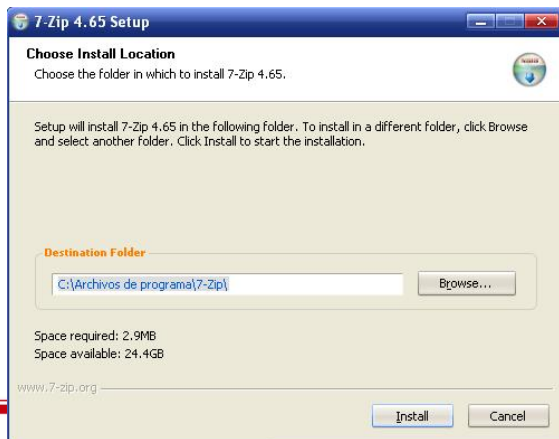 7-Zip 4.65 Setup
Choose Install Location
Choose the folder in which to install 7-Zip 4.65.
Setup will install 7-Zip 4.65 in the following folder. To install in a different folder, click Browse
and select another folder. Click Install to start the installation.
Destination Folder
C:\Archivos de programa\7-Zip\
Browse...
Space required: 2.9MB
Space available: 24.4GB
www.7-zip.org
Install
Cancel